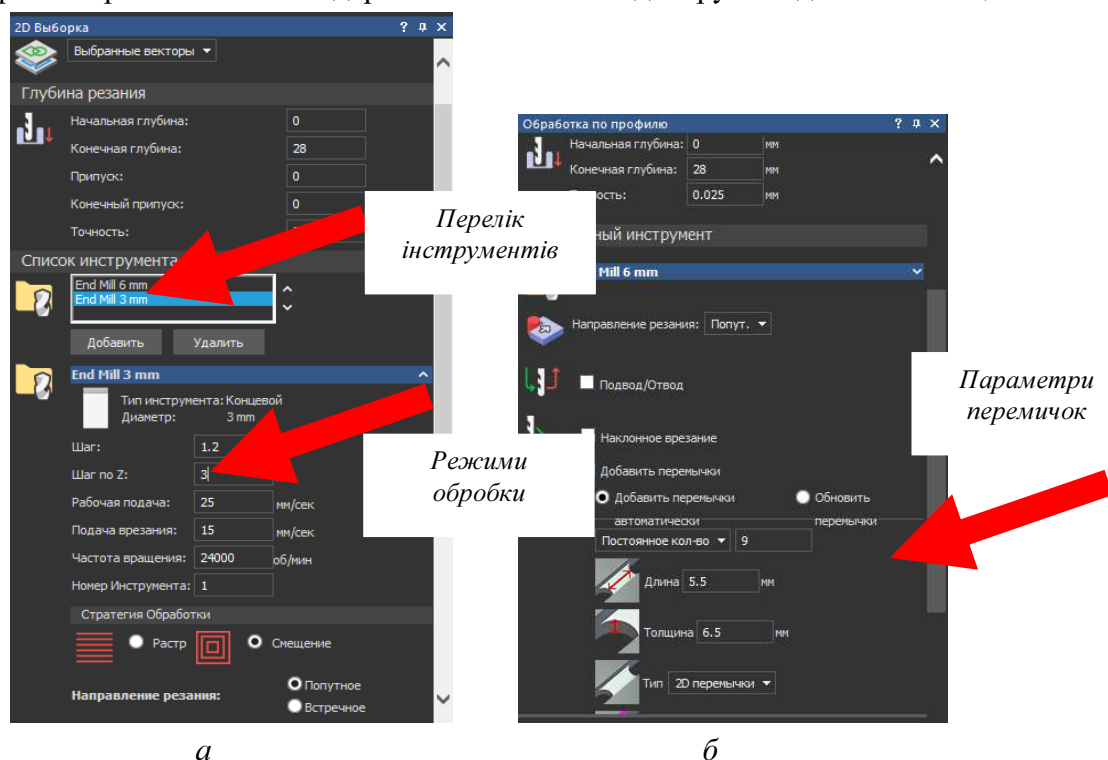 2D Выборка
Выбранные векторы
Глубина резания
Начальная глубина: 0
Конечная глубина: 28
Припуск: 0
Конечный припуск: 0
Точность:
Список инструмента
End Mill 6 mm
End Mill 3 mm
Добавить Удалить
End Mill 3 mm
Тип инструмента: Концевой
Диаметр: 3 mm
Шаг: 1.2
Шаг по Z: 3
Рабочая подача: 25 мм/сек
Подача врезания: 15 мм/сек
Частота вращения: 24000 об/мин
Номер Инструмента: 1
Стратегия Обработки
Растр Смещение
Направление резания: Попутное
Встречное
Перелік
інструментів
Режими
обробки
а
Обработка по профилю
Начальная глубина: 0 мм
Конечная глубина: 28 мм
0.025 мм
инструмент
Mill 6 mm
Направление резания: Попут.
Подвод/Отвод
Наклонное врезание
Добавить перемычки
Добавить перемычки Обновить
автоматически перемычки
Постоянное кол-во 9
Длина 5.5 мм
Толщина 6.5 мм
Тип 2D перемычки
Параметри
перемичок
б